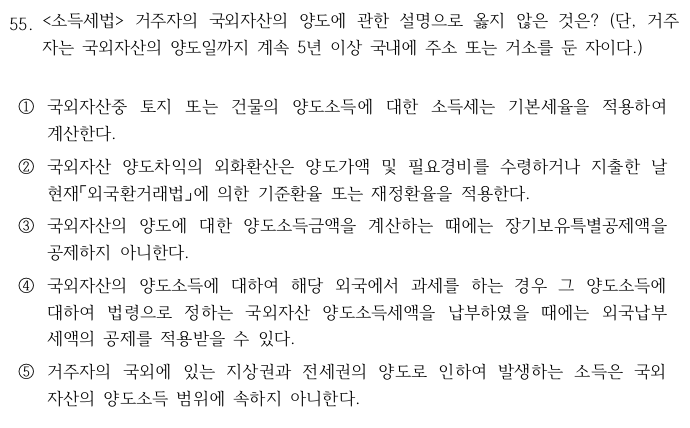 55. <소득세법> 거주자의 국외자산의 양도에 관한 설명으로 옳지 않은 것은? (단, 거주
자는 국외자산의 양도일까지 계속 5년 이상 국내에 주소 또는 거소를 둔 자이다.)
① 국외자산중 토지 또는 건물의 양도소득에 대한 소득세는 기본세율을 적용하여
계산한다.
② 국외자산 양도차익의 외화환산은 양도가액 및 필요경비를 수령하거나 지출한 날
현재「외국환거래법」에 의한 기준환율 또는 재정환율을 적용한다.
③ 국외자산의 양도에 대한 양도소득금액을 계산하는 때에는 장기보유특별공제액을
공제하지 아니한다.
④ 국외자산의 양도소득에 대하여 해당 외국에서 과세를 하는 경우 그 양도소득에
대하여 법령으로 정하는 국외자산 양도소득세액을 납부하였을 때에는 외국납부
세액의 공제를 적용받을 수 있다.
⑤ 거주자의 국외에 있는 지상권과 전세권의 양도로 인하여 발생하는 소득은 국외
자산의 양도소득 범위에 속하지 아니한다.